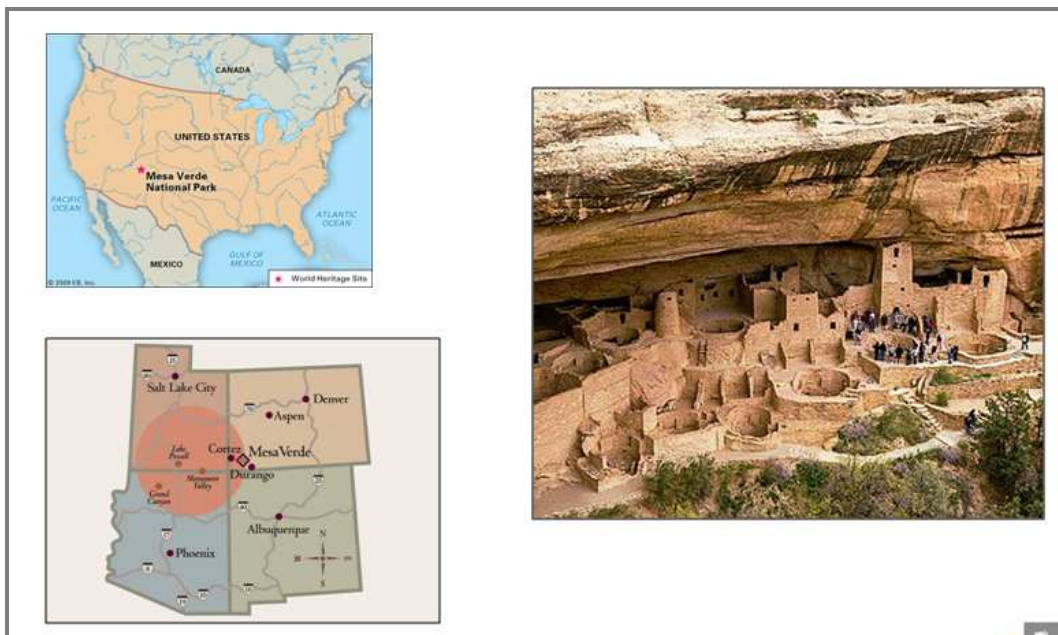 CANADA
UNITED STATES
Mesa Verde
National Park
PACIFIC
OCEAN
ATLANTIC
OCEAN
GULF OF
MEXICO
MEXICO
World Heritage Site
© 2009 EB, Inc.
Salt Lake City
Denver
Aspen
Cortez
Mesa Verde
Durango
Lake
Powell
Monument
Valley
Grand
Canyon
Albuquerque
Phoenix
N
S